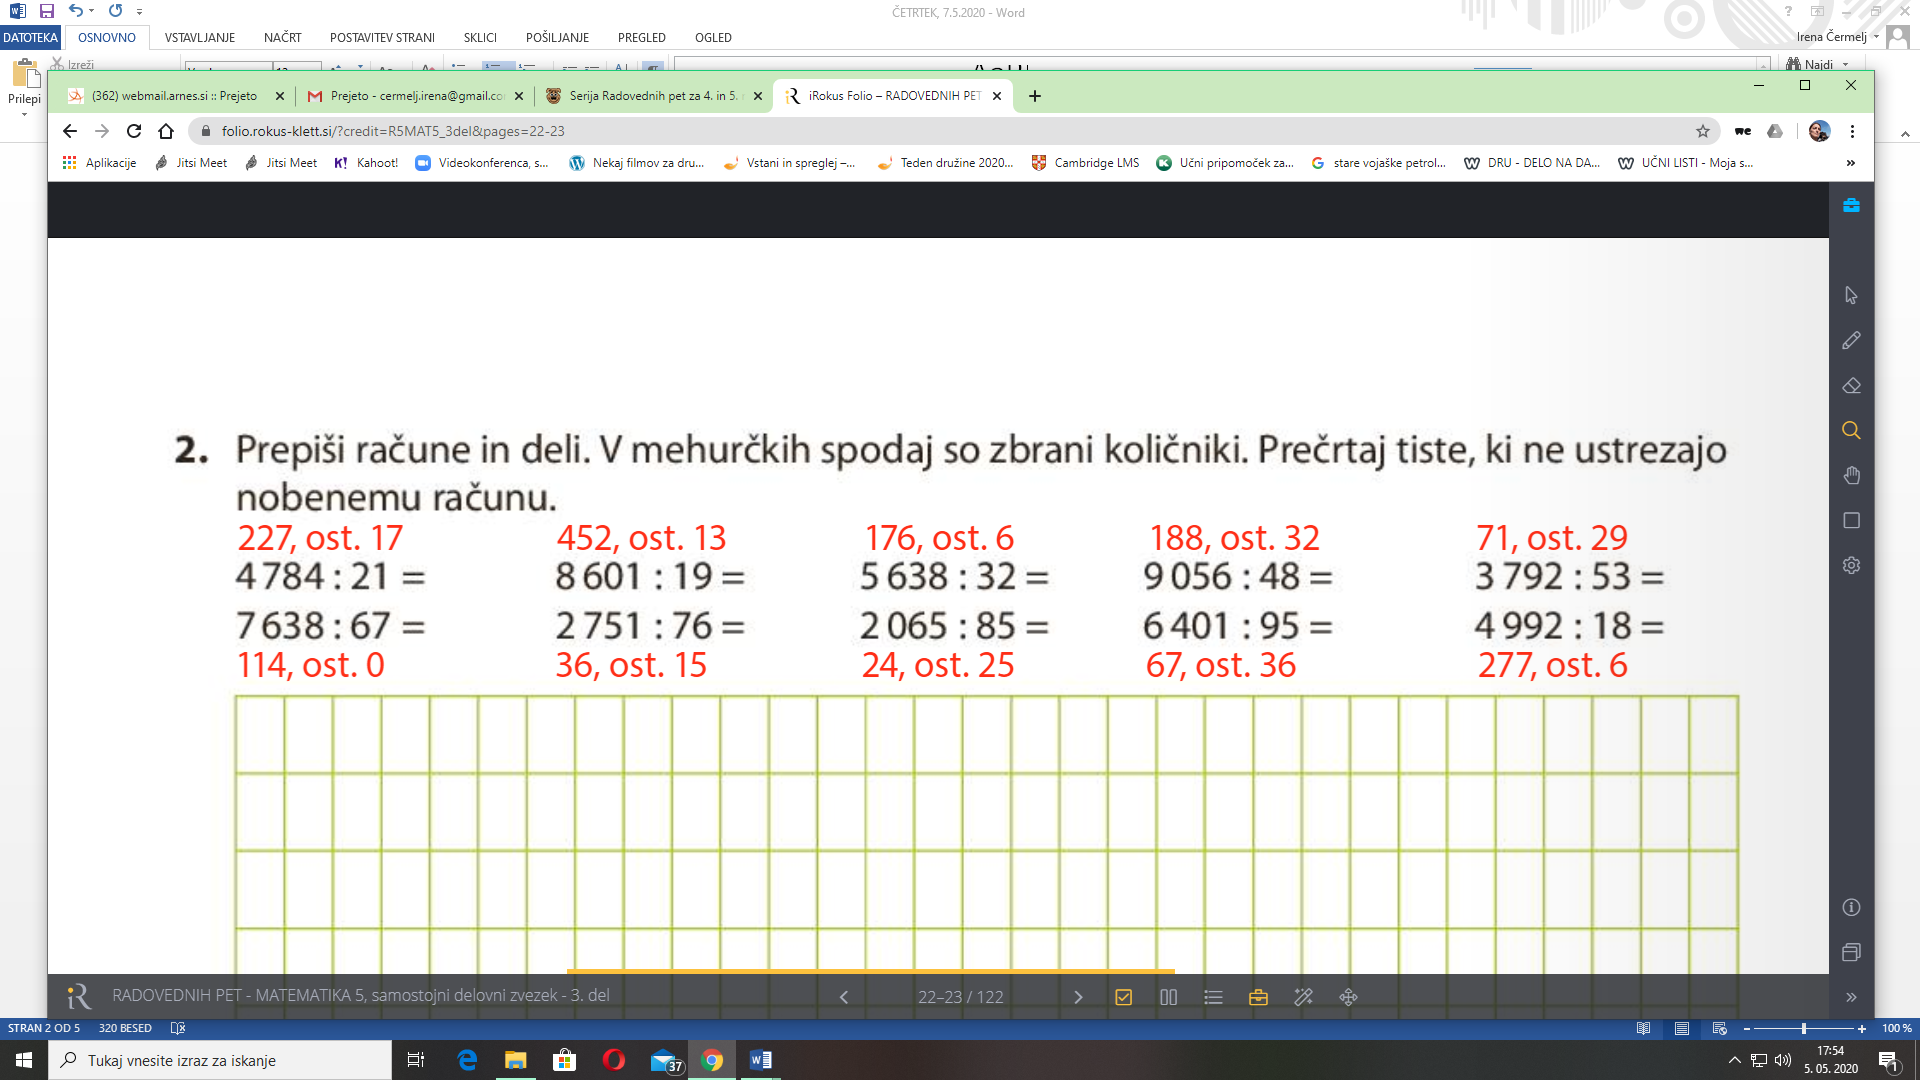 ČETRTEK, 7.5.2020 - Word
DATOTEKA OSNOVNO VSTAVLJANJE NAČRT POSTAVITEV STRANI SKLICI POŠILJANJE PREGLED OGLED Irena Čermelj
Prilepi Izreži Najdi
(362) webmail.arnes.si :: Prejeto Prejeto - cermelj.irena@gmail.co Serija Radovednih pet za 4. in 5. iRokus Folio – RADOVEDNIH PET
folio.rokus-klett.si/?credit=R5MAT5_3del&pages=22-23
Aplikacije Jitsi Meet Jitsi Meet Kahoot! Videokonferenca, s... Nekaj filmov za dru... Vstani in spreglej –... Teden družine 2020... Cambridge LMS Učni pripomoček za... stare vojaške petrol... DRU - DELO NA DA... UČNI LISTI - Moja s... »
2. Prepiši račune in deli. V mehurčkih spodaj so zbrani količniki. Prečrtaj tiste, ki ne ustrezajo
nobenemu računu.
227, ost. 17 452, ost. 13 176, ost. 6 188, ost. 32 71, ost. 29
4 784 : 21 = 8 601 : 19 = 5 638 : 32 = 9 056 : 48 = 3 792 : 53 =
7 638 : 67 = 2 751 : 76 = 2 065 : 85 = 6 401 : 95 = 4 992 : 18 =
114, ost. 0 36, ost. 15 24, ost. 25 67, ost. 36 277, ost. 6
RADOVEDNIH PET - MATEMATIKA 5, samostojni delovni zvezek - 3. del 22–23 / 122
STRAN 2 OD 5 320 BESED 100 %
Tukaj vnesite izraz za iskanje 37 17:54
5. 05. 2020 1